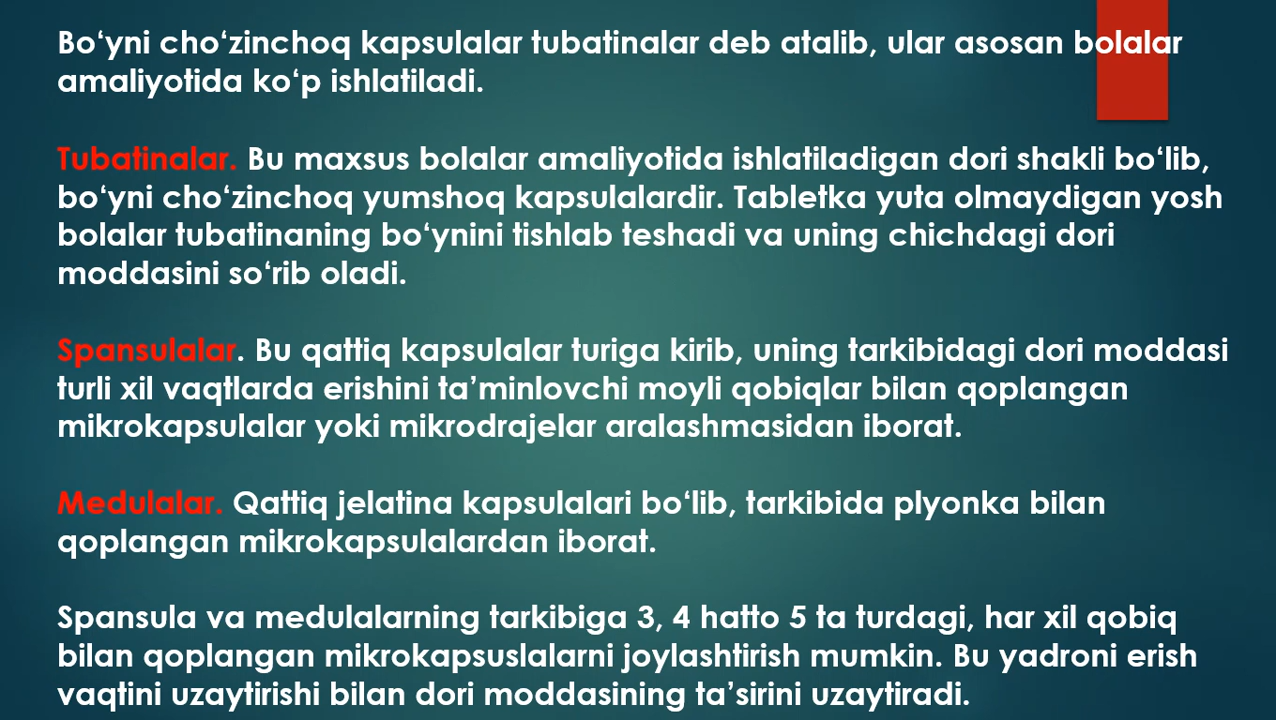 Bo‘yni cho‘zinchoq kapsulalar tubatinalar deb atalib, ular asosan bolalar
amaliyotida ko‘p ishlatiladi.
Tubatinalar. Bu maxsus bolalar amaliyotida ishlatiladigan dori shakli bo‘lib,
bo‘yni cho‘zinchoq yumshoq kapsulalardir. Tabletka yuta olmaydigan yosh
bolalar tubatinaning bo‘ynini tishlab teshadi va uning chichdagi dori
moddasini so‘rib oladi.
Spansulalar. Bu qattiq kapsulalar turiga kirib, uning tarkibidagi dori moddasi
turli xil vaqtlarda erishini ta’minlovchi moyli qobiqlar bilan qoplangan
mikrokapsulalar yoki mikrodrajelar aralashmasidan iborat.
Medulalar. Qattiq jelatina kapsulalari bo‘lib, tarkibida plyonka bilan
qoplangan mikrokapsulalardan iborat.
Spansula va medulalarning tarkibiga 3, 4 hatto 5 ta turdagi, har xil qobiq
bilan qoplangan mikrokapsuslalarni joylashtirish mumkin. Bu yadroni erish
vaqtini uzaytirishi bilan dori moddasining ta’sirini uzaytiradi.